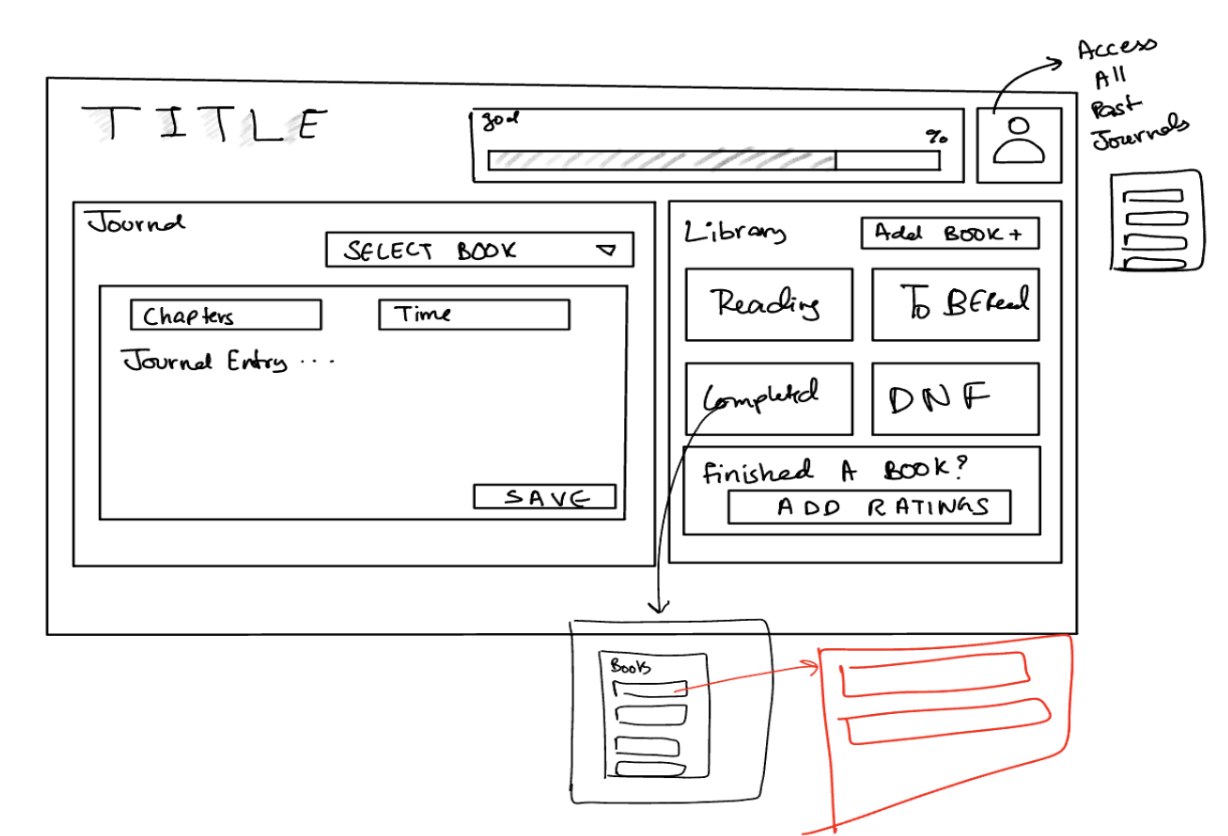 TITLE
goal
%
Access
All
Past
Journals
Journal
SELECT BOOK
Library
Add BOOK +
Chapters
Time
Journal Entry ...
SAVE
Reading
To BE Read
Completed
DNF
Finished A BOOK?
ADD RATINGS
Books